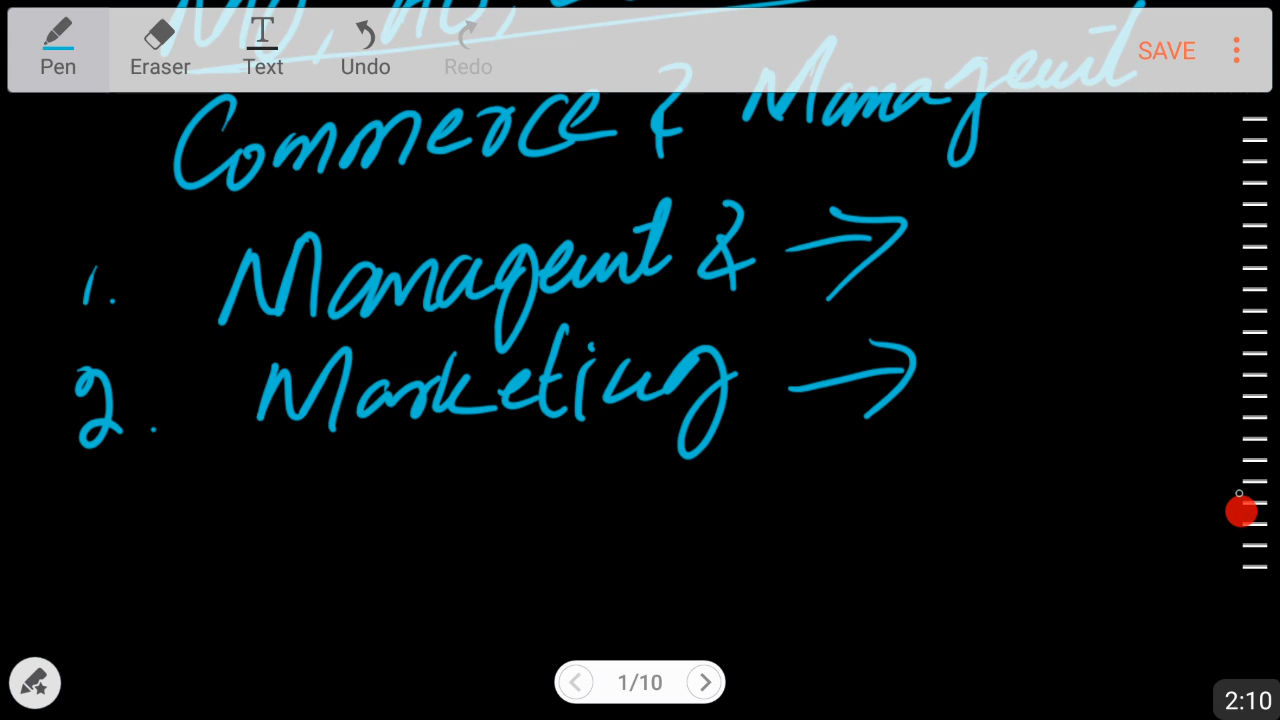 Pen Eraser Text Undo Redo SAVE
Commerce & Managemt
1. Managemt & →
2. Marketing →
1/10
2:10